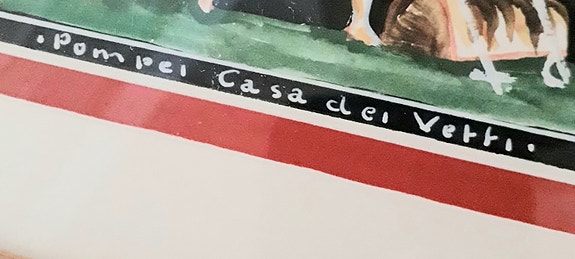 .Pompei Casa dei Vetti.